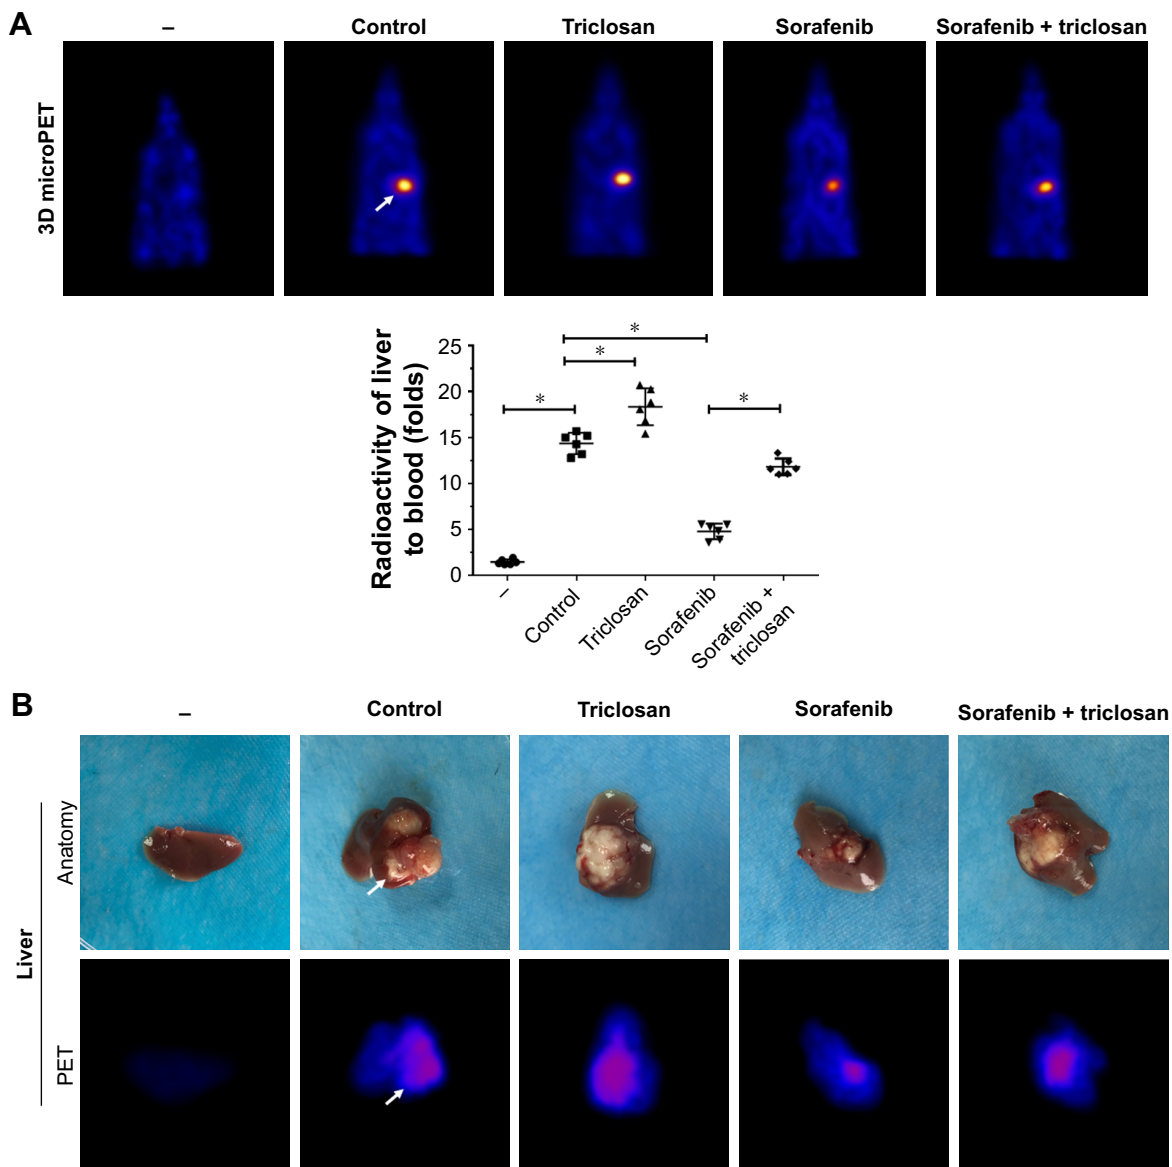 A
– Control Triclosan Sorafenib Sorafenib + triclosan
3D microPET
Radioactivity of liver
to blood (folds)
25
20
15
10
5
0
* * * *
–
Control
Triclosan
Sorafenib
Sorafenib +
triclosan
B
– Control Triclosan Sorafenib Sorafenib + triclosan
Liver
Anatomy
PET